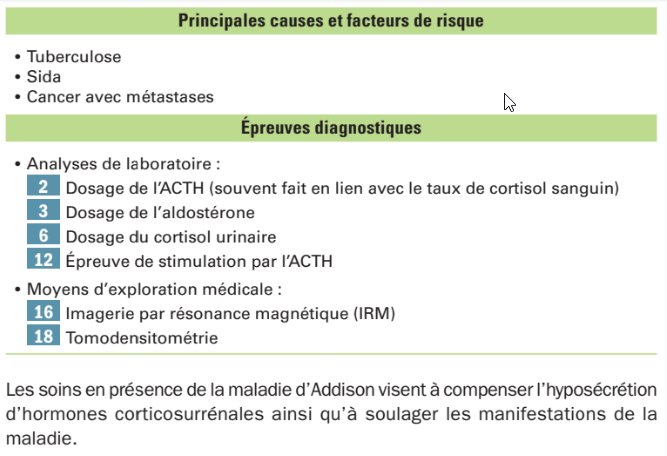 Principales causes et facteurs de risque
• Tuberculose
• Sida
• Cancer avec métastases
Épreuves diagnostiques
• Analyses de laboratoire :
2 Dosage de l'ACTH (souvent fait en lien avec le taux de cortisol sanguin)
3 Dosage de l'aldostérone
6 Dosage du cortisol urinaire
12 Épreuve de stimulation par l'ACTH
• Moyens d'exploration médicale :
16 Imagerie par résonance magnétique (IRM)
18 Tomodensitométrie
Les soins en présence de la maladie d'Addison visent à compenser l'hyposécrétion
d'hormones corticosurrénales ainsi qu'à soulager les manifestations de la
maladie.